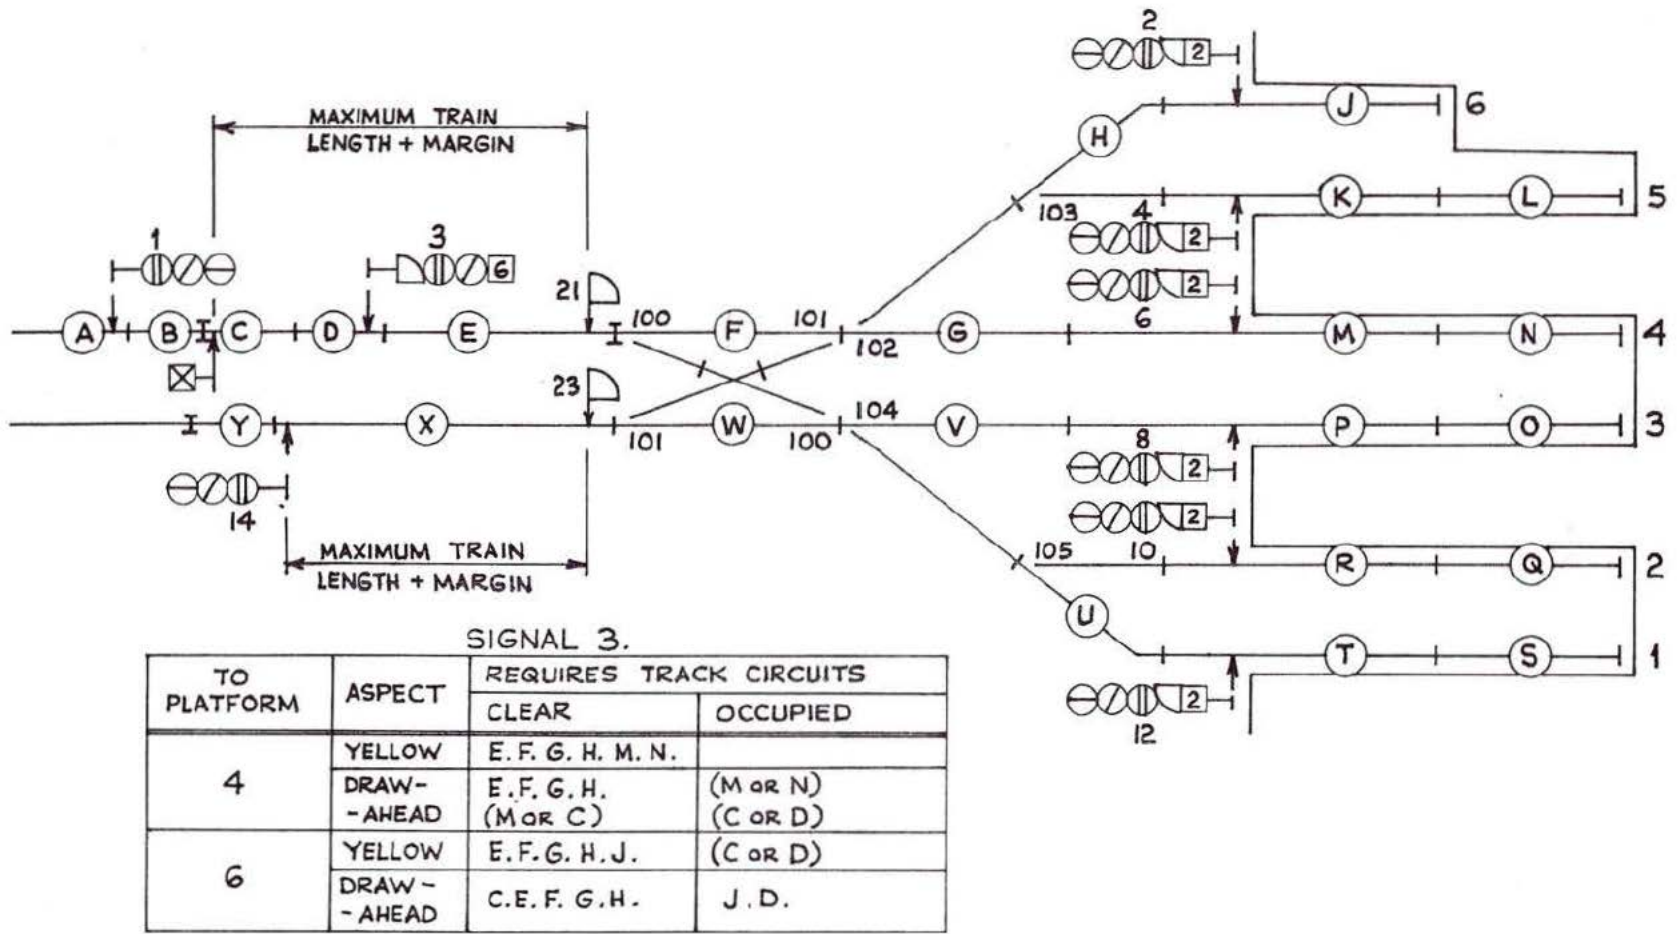 2
2
MAXIMUM TRAIN
LENGTH + MARGIN
J
6
H
1
3
6
21
103
4
K
L
5
2
2
A
B
C
D
E
100
F
101
102
G
6
M
N
4
23
Y
X
101
W
100
104
V
8
P
O
3
2
14
2
105
10
R
Q
2
MAXIMUM TRAIN
LENGTH + MARGIN
U
T
S
1
2
12
SIGNAL 3.
TO PLATFORM
ASPECT
REQUIRES TRACK CIRCUITS
CLEAR
OCCUPIED
4
YELLOW
E. F. G. H. M. N.
DRAW-
-AHEAD
E. F. G. H.
(M OR C)
(M OR N)
(C OR D)
6
YELLOW
E. F. G. H. J.
(C OR D)
DRAW-
-AHEAD
C. E. F. G. H.
J. D.